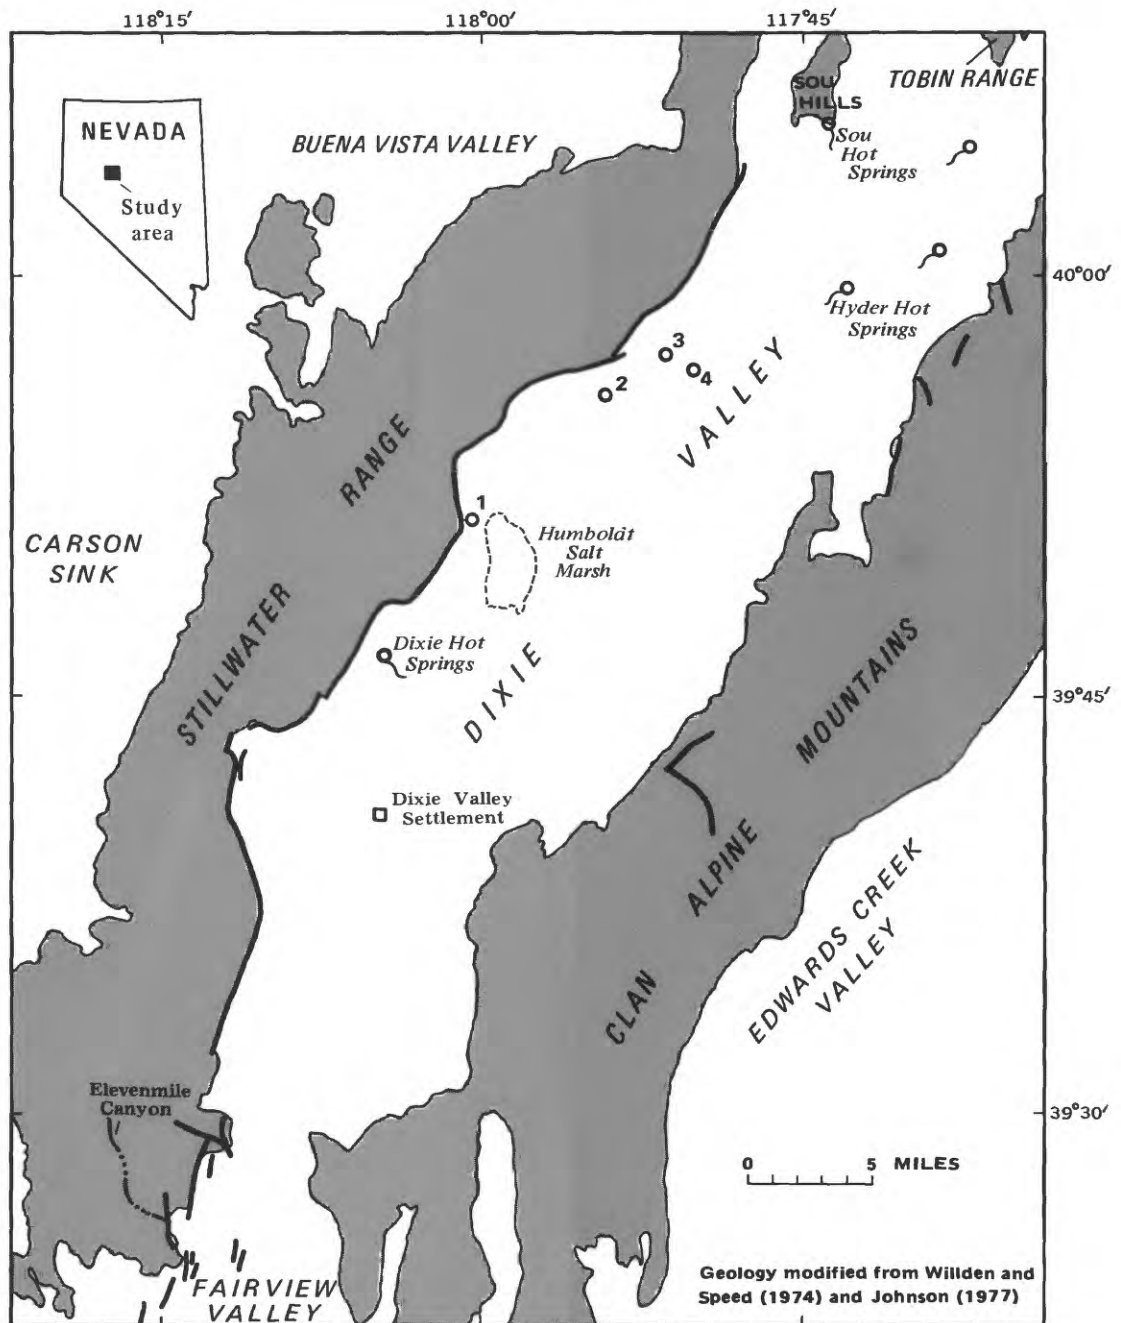 118°15′
118°00′
117°45′
NEVADA
Study
area
BUENA VISTA VALLEY
SOU
HILLS
TOBIN RANGE
Sou
Hot
Springs
40°00′
Hyder Hot
Springs
3
4
2
VALLEY
RANGE
1
Humboldt
Salt
Marsh
CARSON
SINK
STILLWATER
Dixie Hot
Springs
DIXIE
39°45′
MOUNTAINS
Dixie Valley
Settlement
ALPINE
CLAN
EDWARDS CREEK
VALLEY
Elevenmile
Canyon
39°30′
0
5 MILES
FAIRVIEW
VALLEY
Geology modified from Willden and
Speed (1974) and Johnson (1977)